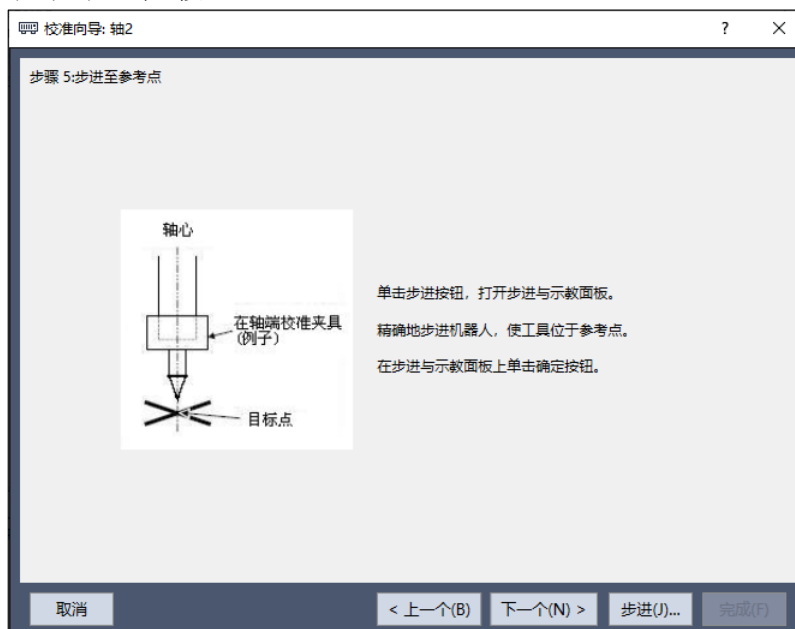 校准向导: 轴2
步骤 5:步进至参考点
轴心
在轴端校准夹具
(例子)
目标点
单击步进按钮，打开步进与示教面板。
精确地步进机器人，使工具位于参考点。
在步进与示教面板上单击确定按钮。
取消
< 上一个(B)
下一个(N) >
步进(J)...
完成(F)